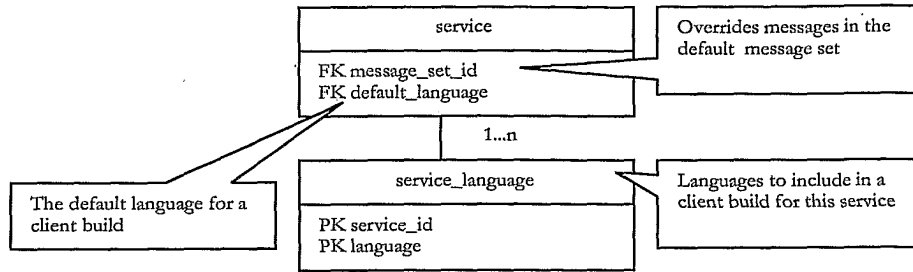 service
FK message_set_id
FK default_language
Overrides messages in the
default message set
1...n
The default language for a
client build
service_language
PK service_id
PK language
Languages to include in a
client build for this service